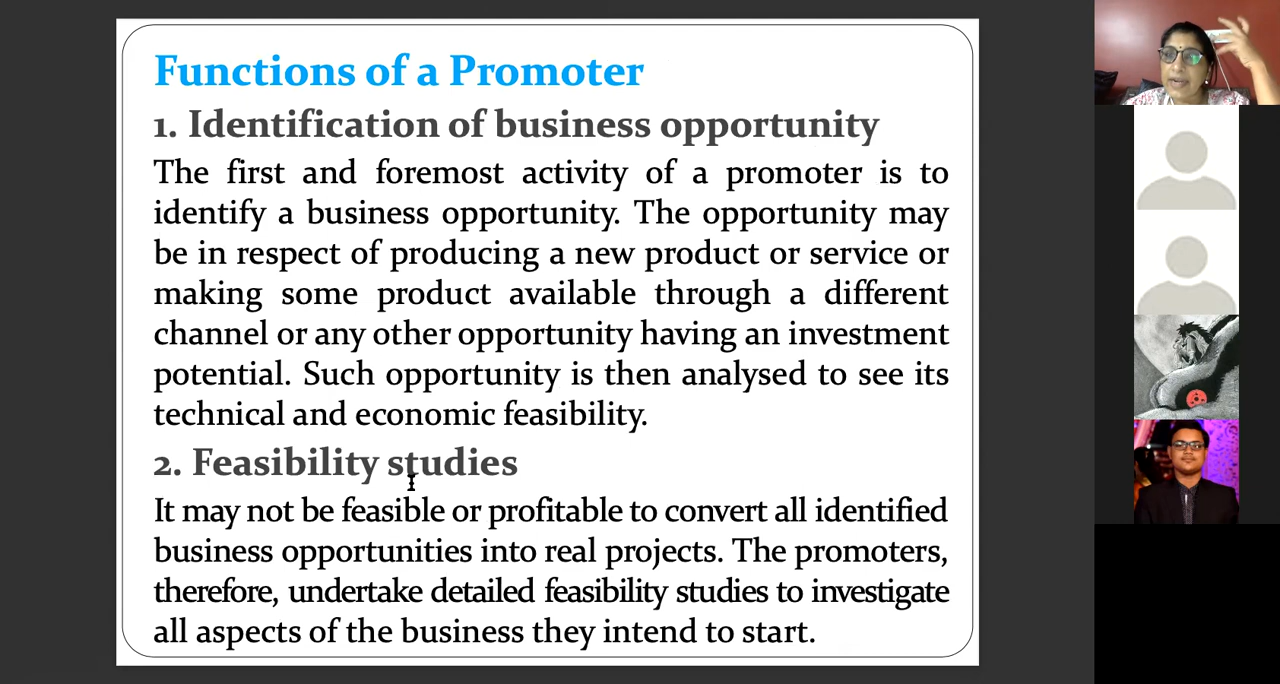 Functions of a Promoter
1. Identification of business opportunity
The first and foremost activity of a promoter is to
identify a business opportunity. The opportunity may
be in respect of producing a new product or service or
making some product available through a different
channel or any other opportunity having an investment
potential. Such opportunity is then analysed to see its
technical and economic feasibility.
2. Feasibility studies
It may not be feasible or profitable to convert all identified
business opportunities into real projects. The promoters,
therefore, undertake detailed feasibility studies to investigate
all aspects of the business they intend to start.